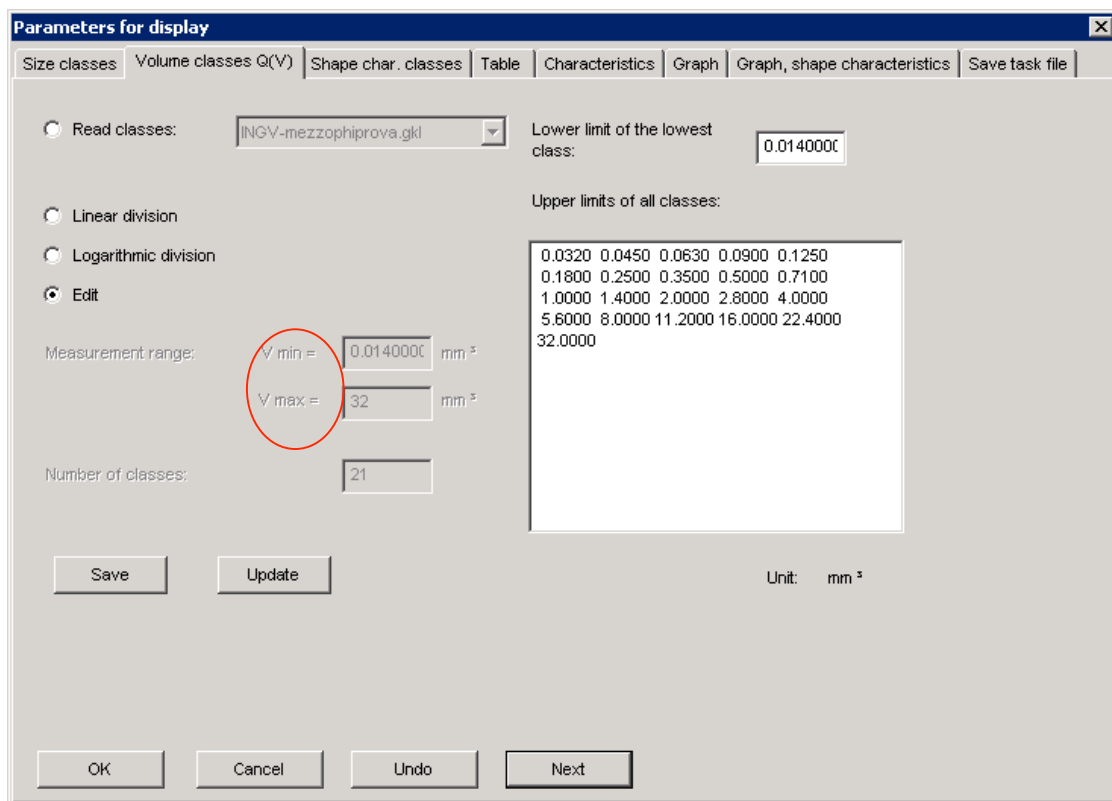 Parameters for display
Size classes Volume classes Q(V) Shape char. classes Table Characteristics Graph Graph, shape characteristics Save task file
Read classes: INGV-mezzophiprova.gkl
Lower limit of the lowest
class: 0.014000(
Linear division
Logarithmic division
Edit
Upper limits of all classes:
0.0320 0.0450 0.0630 0.0900 0.1250
0.1800 0.2500 0.3500 0.5000 0.7100
1.0000 1.4000 2.0000 2.8000 4.0000
5.6000 8.0000 11.2000 16.0000 22.4000
32.0000
Measurement range: V min = 0.014000( mm ³
V max = 32 mm ³
Number of classes: 21
Save Update
Unit: mm ³
OK Cancel Undo Next